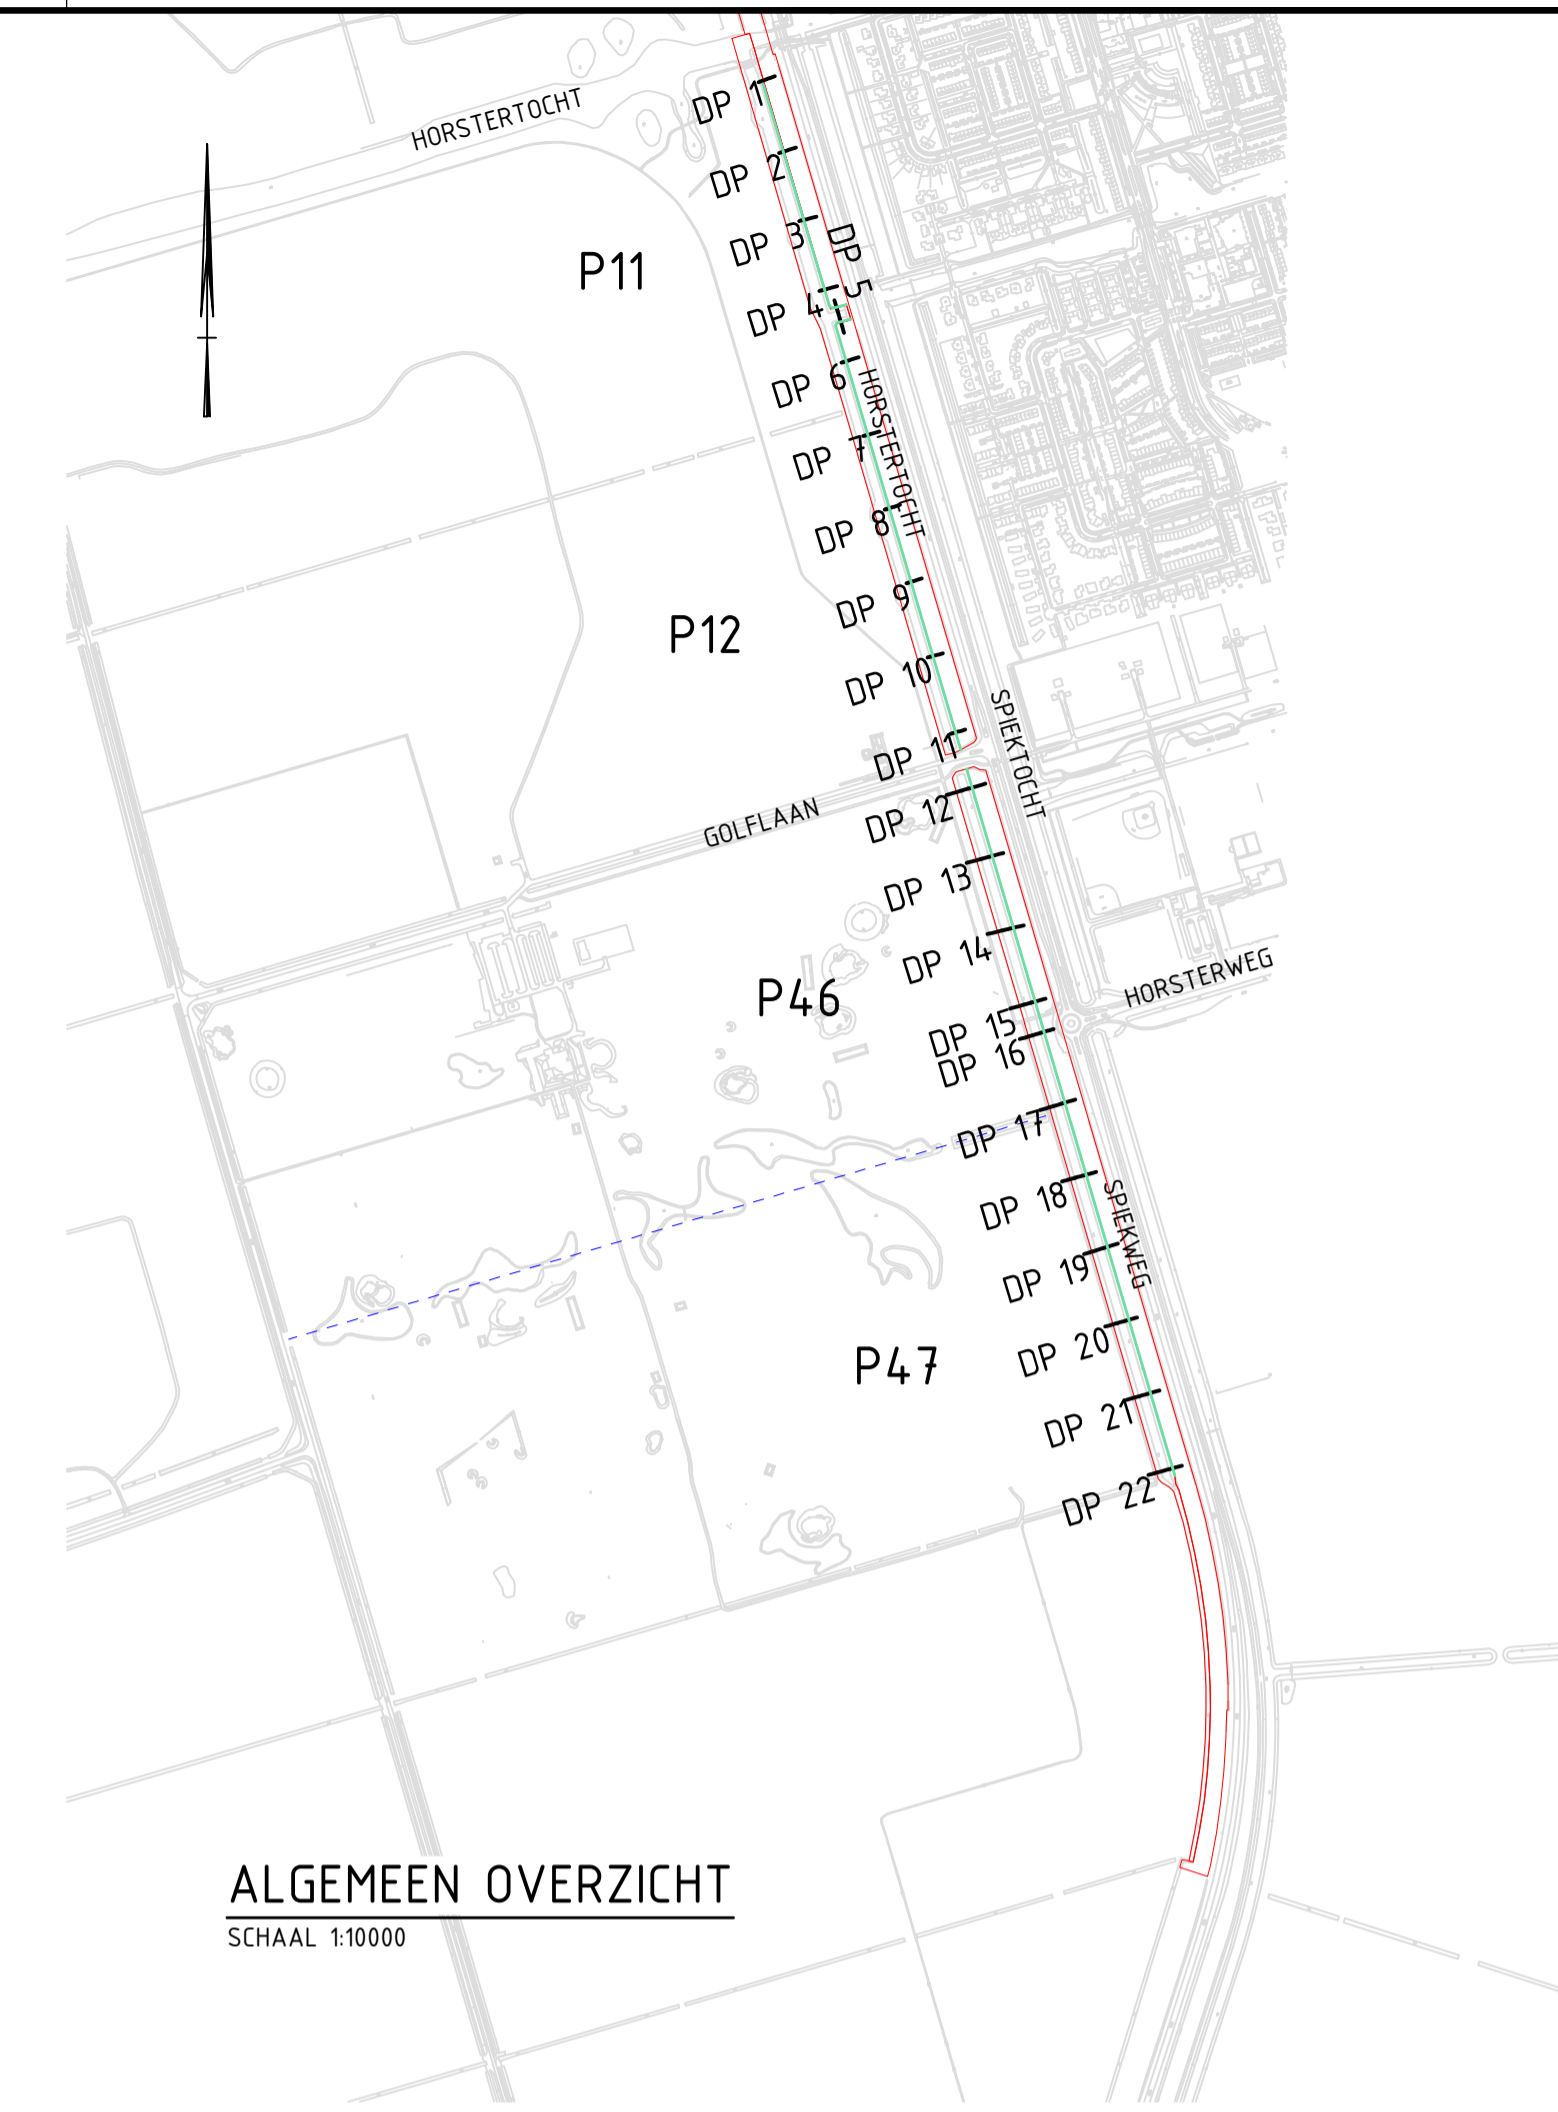 DP 1
HORSTERTOCHT
DP 2
DP 3
DP 5
P11
DP 4
DP 6
HORSTERTOCHT
DP 7
DP 8
DP 9
P12
DP 10
SPIEKTOCHT
DP 11
GOLFLAAN
DP 12
DP 13
DP 14
HORSTERWEG
P46
DP 15
DP 16
DP 17
DP 18
SPIEKWEG
DP 19
DP 20
P47
DP 21
DP 22
ALGEMEEN OVERZICHT
SCHAAL 1:10000